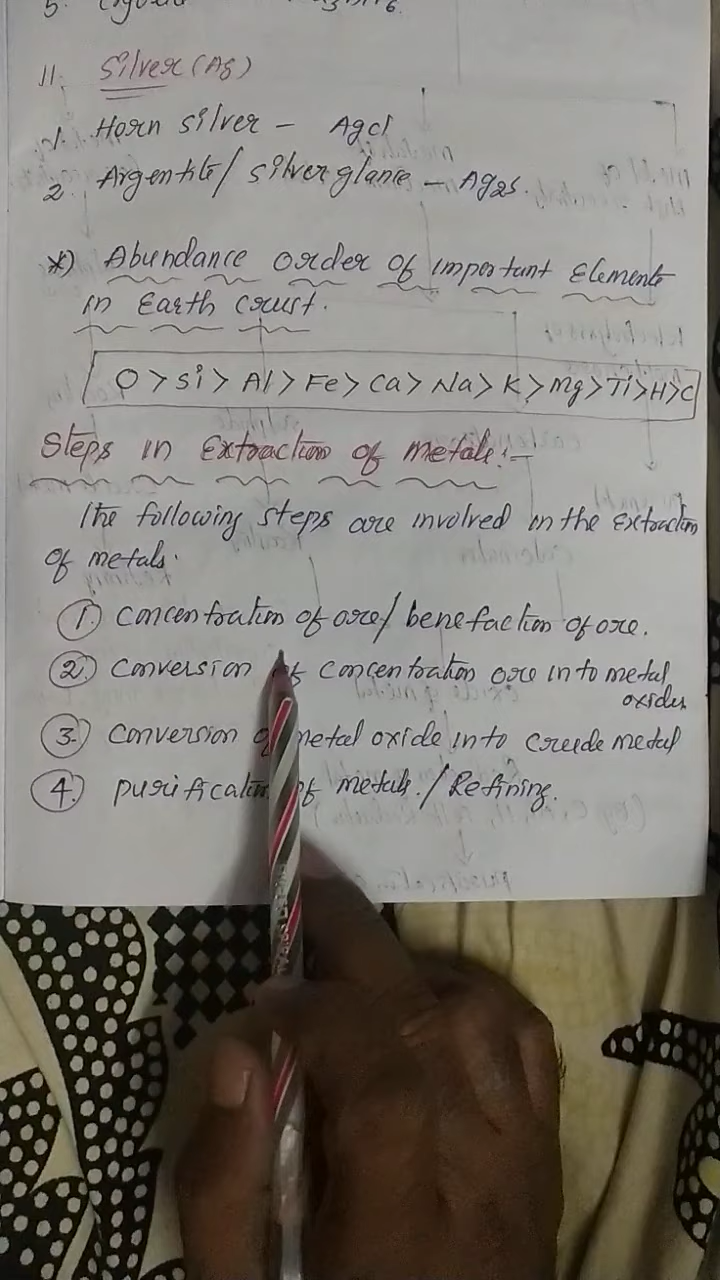 5.
11. Silver (Ag)
1. Horn silver - AgCl
2. Argentite/ silver glance - Ag2S.
*) Abundance order of important Elements
in Earth crust.
O > Si > Al > Fe > Ca > Na > K > Mg > Ti > H > C
Steps in Extraction of metals:-
The following steps are involved in the extraction
of metals.
1. Concentration of ore/ benefaction of ore.
2. Conversion of concentration ore into metal
oxides
3. Conversion of metal oxide into crude metal
4. Purification of metals./ Refining.